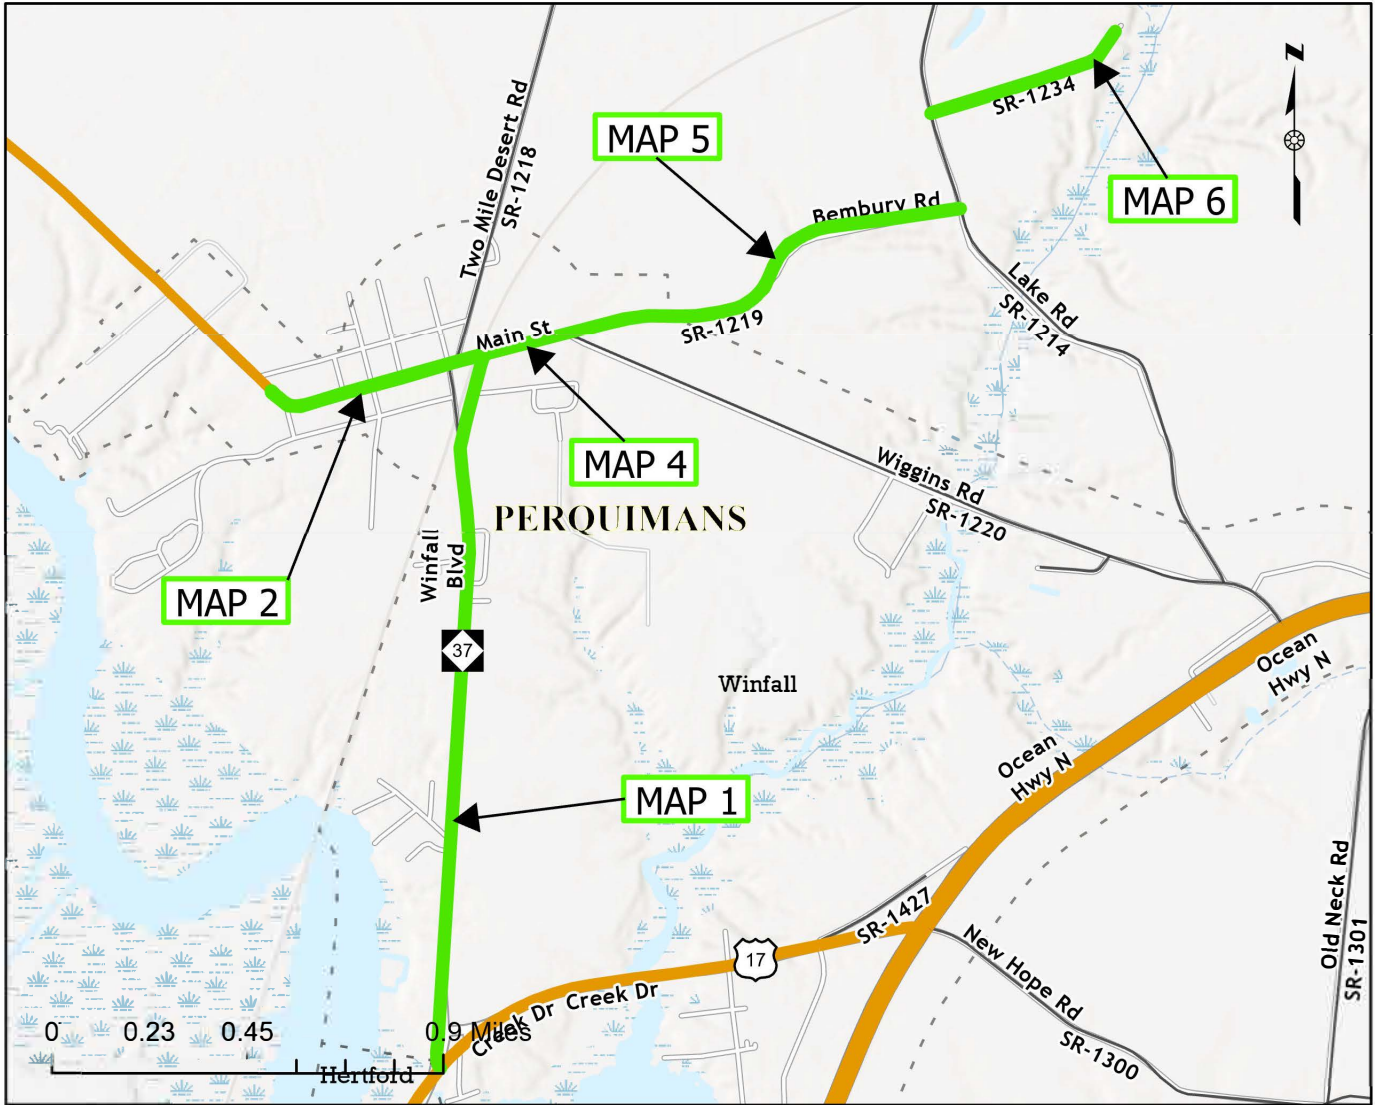 Z
SR-1234
MAP 5
MAP 6
Two Mile Desert Rd
SR-1218
Bembury Rd
Lake Rd
SR-1214
Main St
SR-1219
MAP 4
Wiggins Rd
SR-1220
PERQUIMANS
Winfall
Blvd
MAP 2
37
Winfall
Ocean
Hwy N
Ocean
Hwy N
MAP 1
SR-1427
17
New Hope Rd
SR-1300
Old Neck Rd
SR-1301
Creek Dr
Creek Dr
0 0.23 0.45 0.9 Miles
Hertford